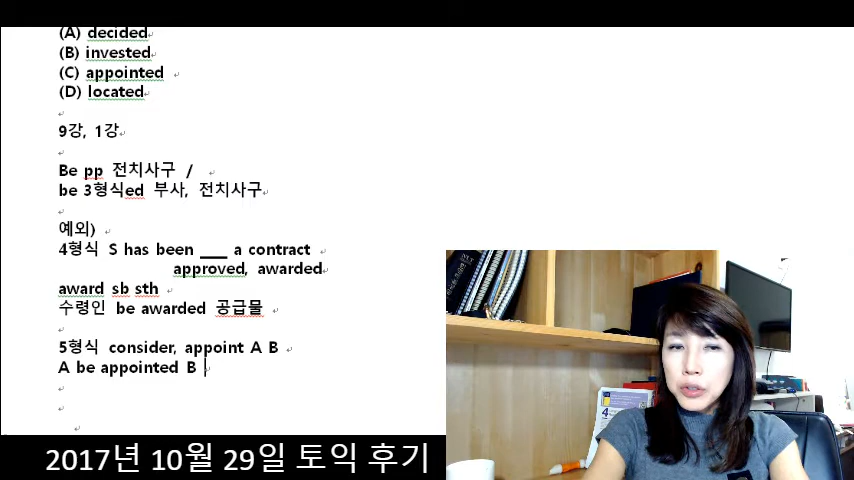 (A) decided
(B) invested
(C) appointed
(D) located
9강, 1강
Be pp 전치사구 /
be 3형식ed 부사, 전치사구
예외)
4형식 S has been ___ a contract
approved, awarded
award sb sth
수령인 be awarded 공급물
5형식 consider, appoint A B
A be appointed B
2017년 10월 29일 토익 후기
4